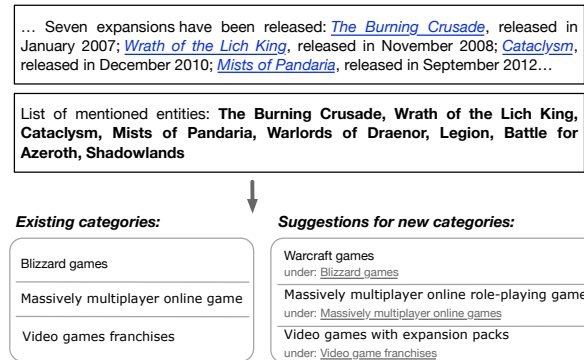 ... Seven expansions have been released: The Burning Crusade, released in
January 2007; Wrath of the Lich King, released in November 2008; Cataclysm,
released in December 2010; Mists of Pandaria, released in September 2012...
List of mentioned entities: The Burning Crusade, Wrath of the Lich King,
Cataclysm, Mists of Pandaria, Warlords of Draenor, Legion, Battle for
Azeroth, Shadowlands
Existing categories:
Blizzard games
Massively multiplayer online game
Video games franchises
Suggestions for new categories:
Warcraft games
under: Blizzard games
Massively multiplayer online role-playing game
under: Massively multiplayer online games
Video games with expansion packs
under: Video game franchises